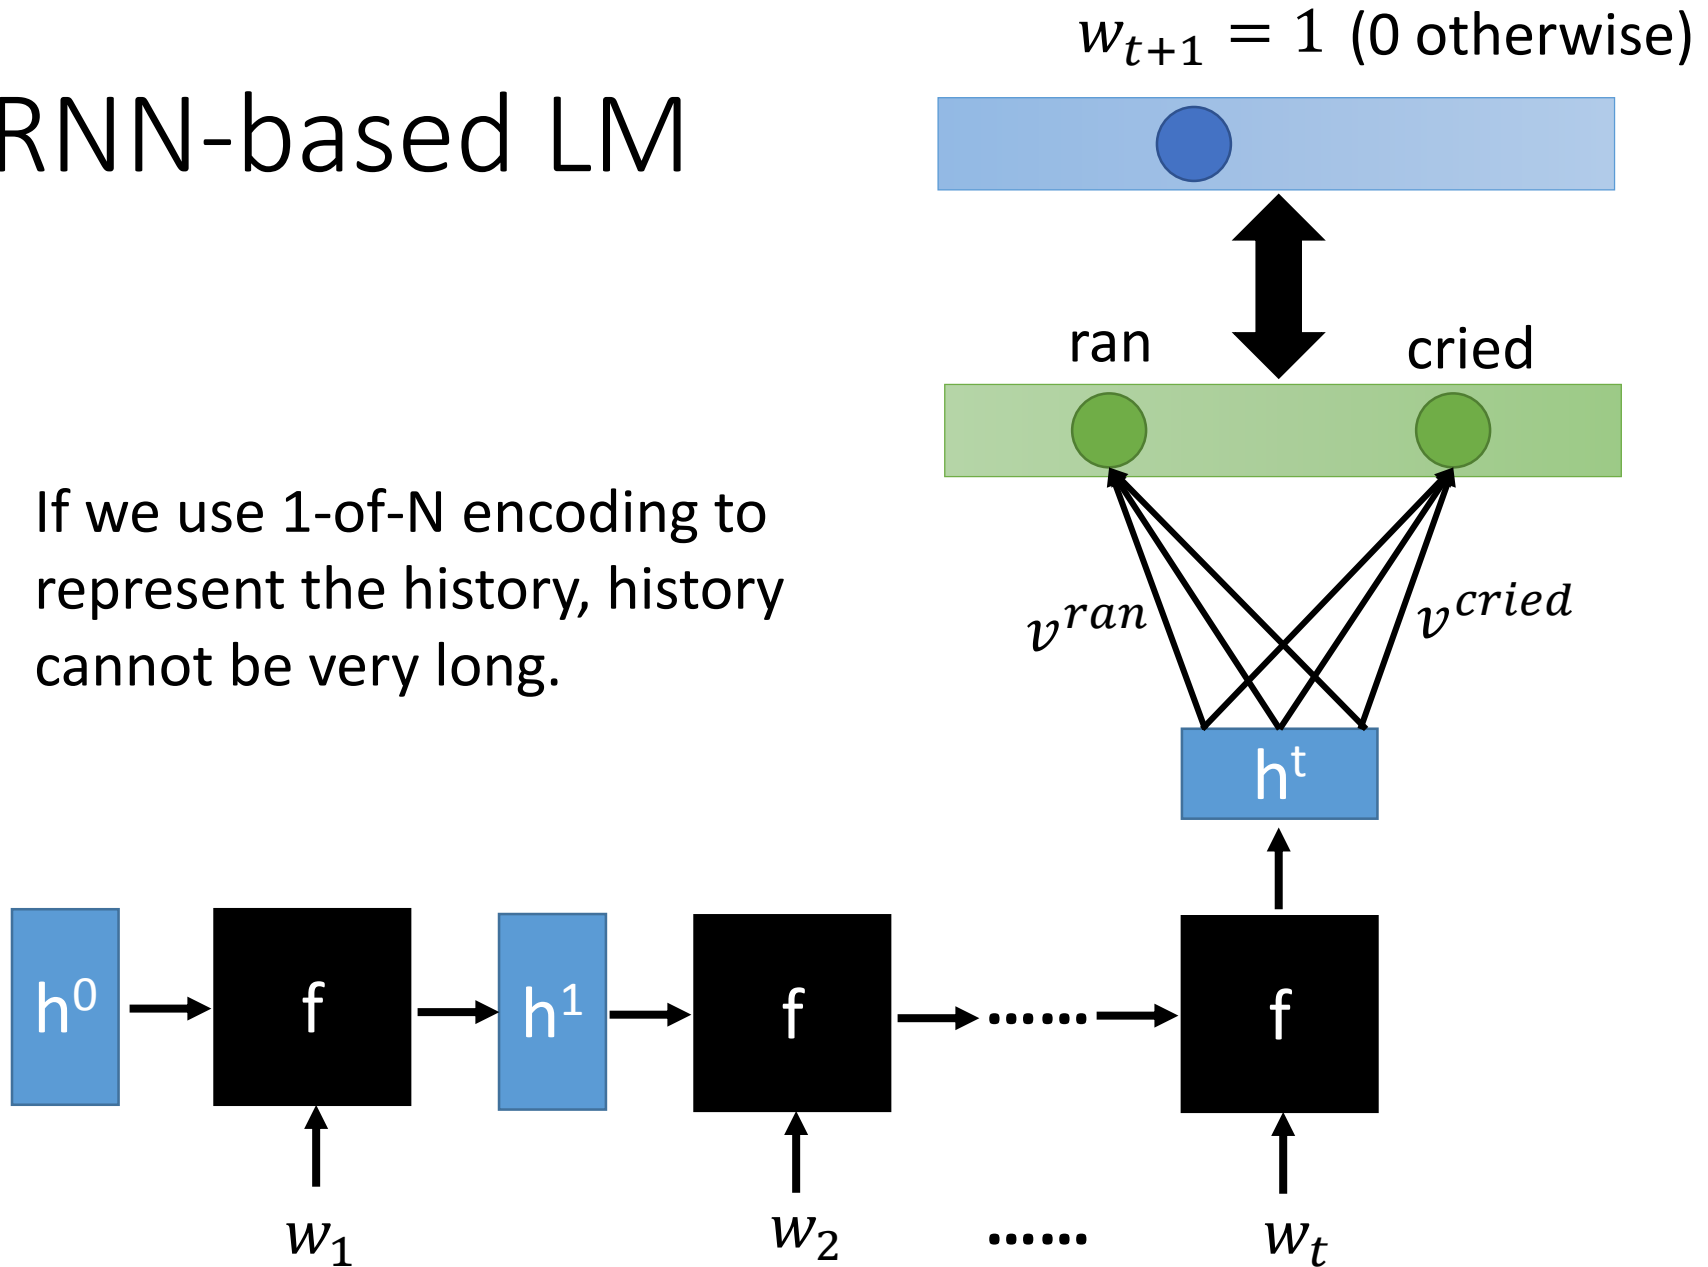 w_{t+1} = 1 (0 otherwise)
RNN-based LM
ran
cried
If we use 1-of-N encoding to
represent the history, history
cannot be very long.
v^{ran}
v^{cried}
h^t
h^0
f
h^1
f
……
f
w_1
w_2
……
w_t